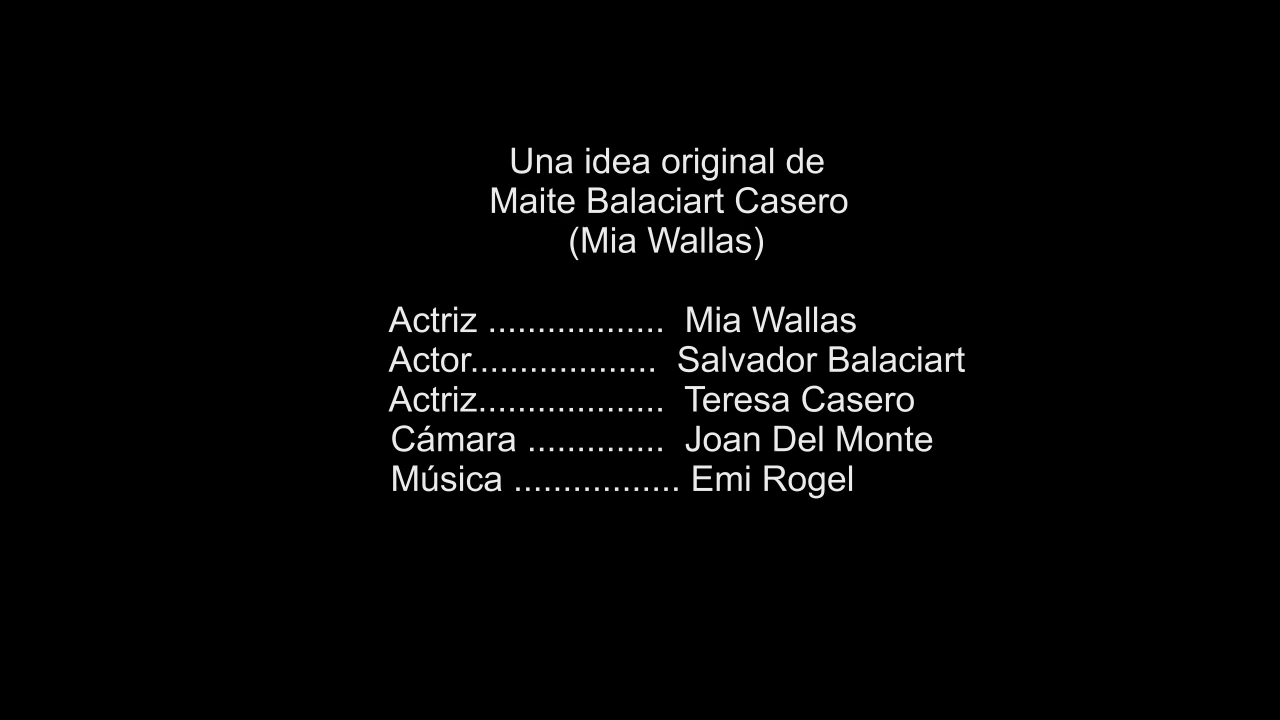 Una idea original de
Maite Balaciart Casero
(Mia Wallas)
Actriz .................. Mia Wallas
Actor................... Salvador Balaciart
Actriz................... Teresa Casero
Cámara .............. Joan Del Monte
Música ................. Emi Rogel